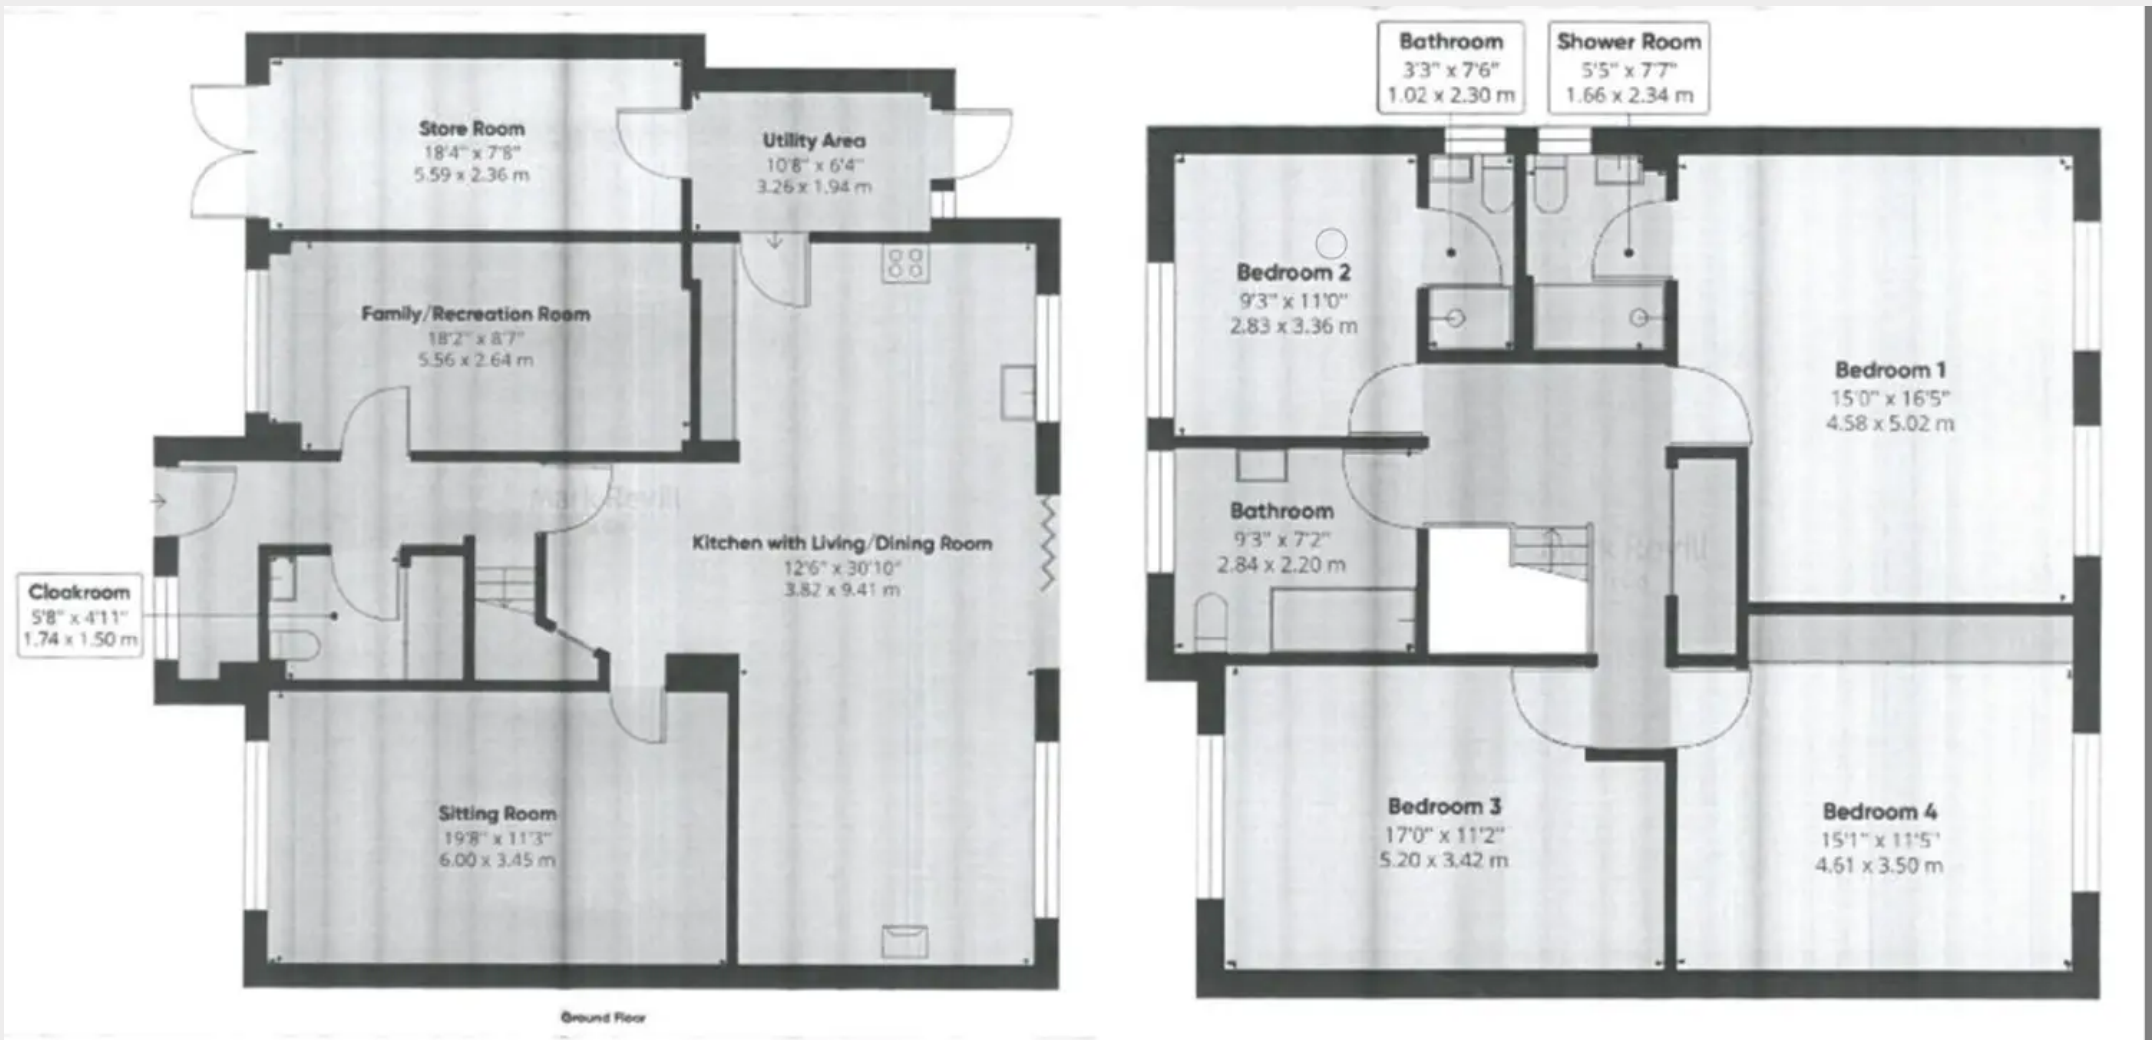 Store Room
18'4" x 7'8"
5.59 x 2.36 m
Utility Area
10'8" x 6'4"
3.26 x 1.94 m
Family/Recreation Room
18'2" x 8'7"
5.56 x 2.64 m
Mark Revill
Kitchen with Living/Dining Room
12'6" x 30'10"
3.82 x 9.41 m
Cloakroom
5'8" x 4'11"
1.74 x 1.50 m
Sitting Room
19'8" x 11'3"
6.00 x 3.45 m
Ground Floor
Bathroom
3'3" x 7'6"
1.02 x 2.30 m
Shower Room
5'5" x 7'7"
1.66 x 2.34 m
Bedroom 2
9'3" x 11'0"
2.83 x 3.36 m
Bedroom 1
15'0" x 16'5"
4.58 x 5.02 m
Bathroom
9'3" x 7'2"
2.84 x 2.20 m
Mark Revill
Bedroom 3
17'0" x 11'2"
5.20 x 3.42 m
Bedroom 4
15'1" x 11'5"
4.61 x 3.50 m